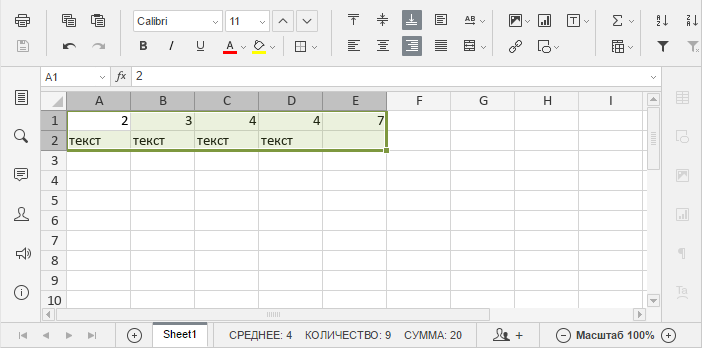 Calibri 11
B I U A
A1 fx 2
A B C D E F G H I
1 2 3 4 4 7
2 текст текст текст текст
3
4
5
6
7
8
9
10
Sheet1 СРЕДНЕЕ: 4 КОЛИЧЕСТВО: 9 СУММА: 20 Масштаб 100%